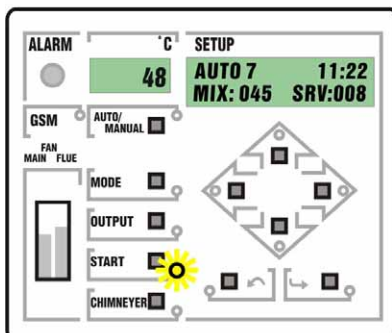 ALARM
°C
SETUP
48
AUTO 7 11:22
MIX: 045 SRV:008
GSM
AUTO/
MANUAL
FAN
MAIN FLUE
MODE
OUTPUT
START
CHIMNEYER